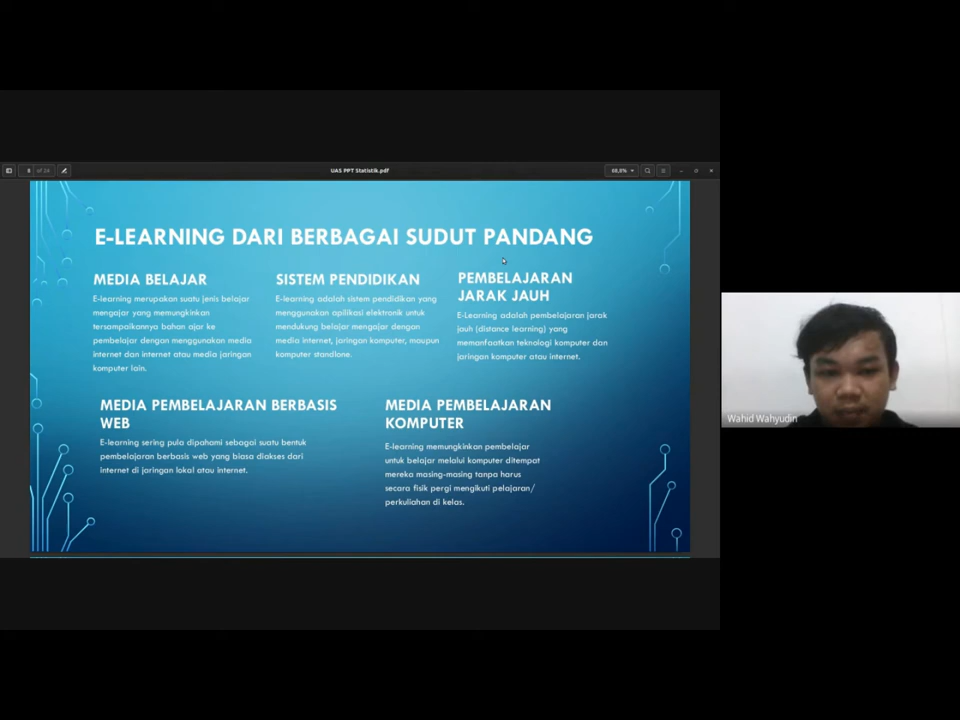 8 of 24
UAS PPT Statistik.pdf
68,8%
E-LEARNING DARI BERBAGAI SUDUT PANDANG
MEDIA BELAJAR
E-learning merupakan suatu jenis belajar
mengajar yang memungkinkan
tersampaikannya bahan ajar ke
pembelajar dengan menggunakan media
internet dan internet atau media jaringan
komputer lain.
SISTEM PENDIDIKAN
E-learning adalah sistem pendidikan yang
menggunakan aplikasi elektronik untuk
mendukung belajar mengajar dengan
media internet, jaringan komputer, maupun
komputer standlone.
PEMBELAJARAN
JARAK JAUH
E-Learning adalah pembelajaran jarak
jauh (distance learning) yang
memanfaatkan teknologi komputer dan
jaringan komputer atau internet.
MEDIA PEMBELAJARAN BERBASIS
WEB
E-learning sering pula dipahami sebagai suatu bentuk
pembelajaran berbasis web yang biasa diakses dari
internet di jaringan lokal atau internet.
MEDIA PEMBELAJARAN
KOMPUTER
E-learning memungkinkan pembelajar
untuk belajar melalui komputer ditempat
mereka masing-masing tanpa harus
secara fisik pergi mengikuti pelajaran/
perkuliahan di kelas.
Wahid Wahyudin